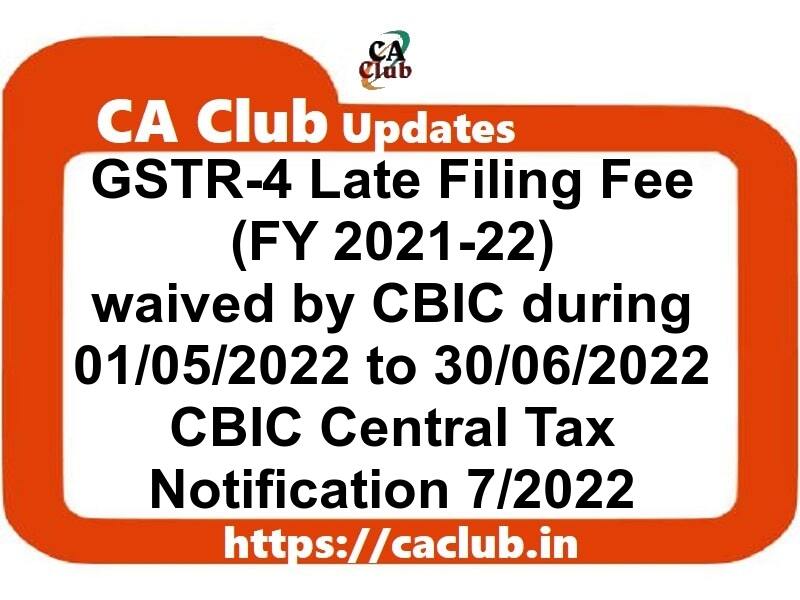 CA
Club
CA Club Updates
GSTR-4 Late Filing Fee
(FY 2021-22)
waived by CBIC during
01/05/2022 to 30/06/2022
CBIC Central Tax
Notification 7/2022
https://caclub.in